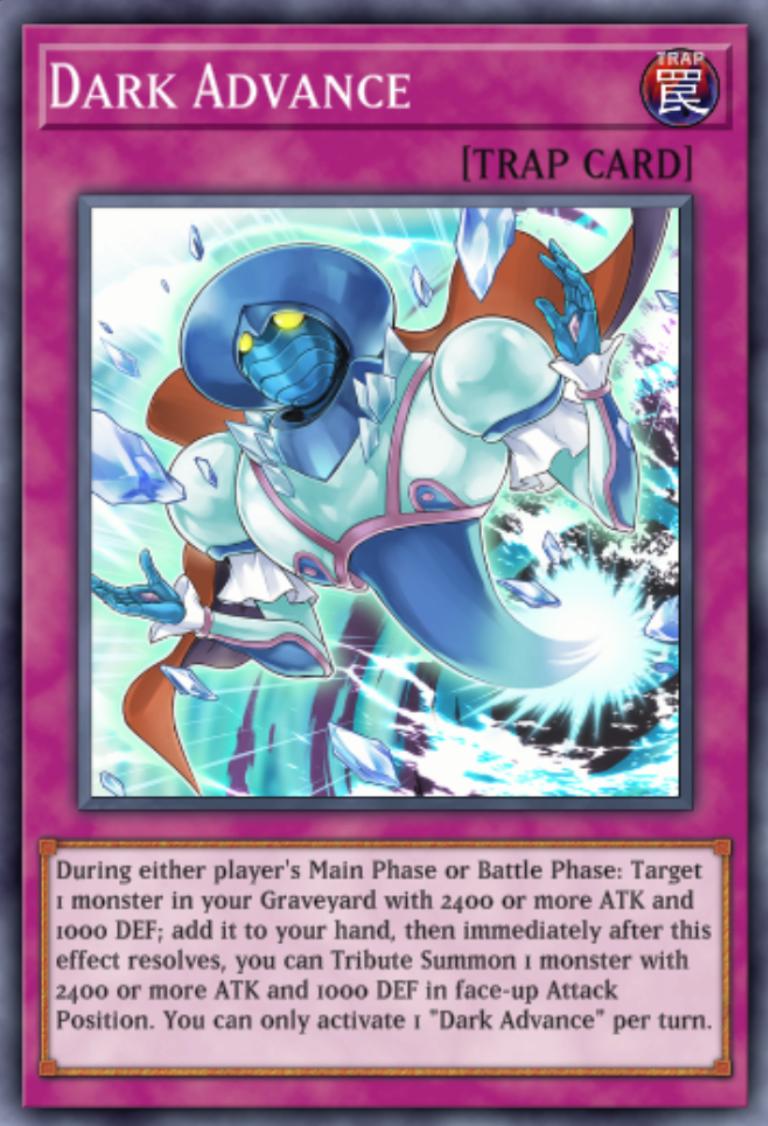 Dark Advance
TRAP
罠
[TRAP CARD]
During either player's Main Phase or Battle Phase: Target
1 monster in your Graveyard with 2400 or more ATK and
1000 DEF; add it to your hand, then immediately after this
effect resolves, you can Tribute Summon 1 monster with
2400 or more ATK and 1000 DEF in face-up Attack
Position. You can only activate 1 "Dark Advance" per turn.